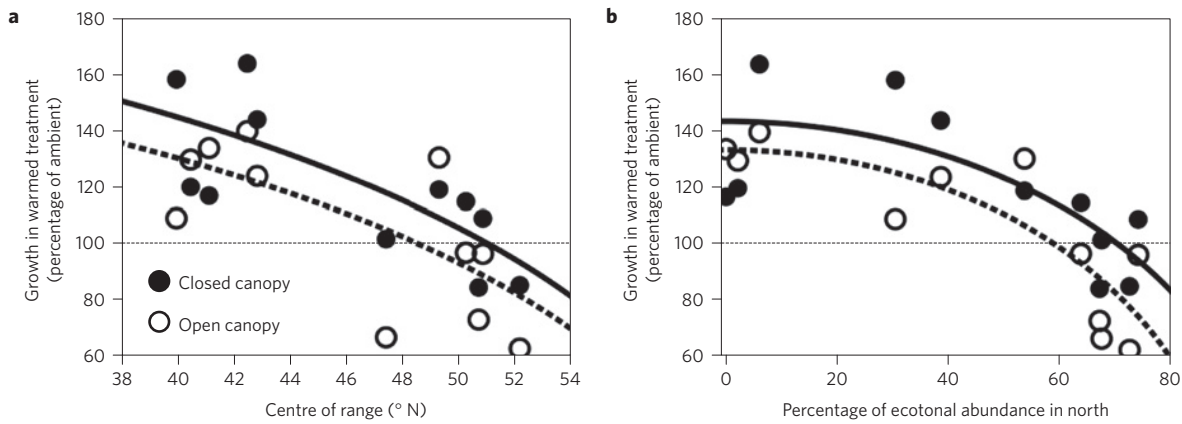 a
Growth in warmed treatment
(percentage of ambient)
180
160
140
120
100
80
60
Closed canopy
Open canopy
38 40 42 44 46 48 50 52 54
Centre of range (° N)
b
Growth in warmed treatment
(percentage of ambient)
180
160
140
120
100
80
60
0 20 40 60 80
Percentage of ecotonal abundance in north